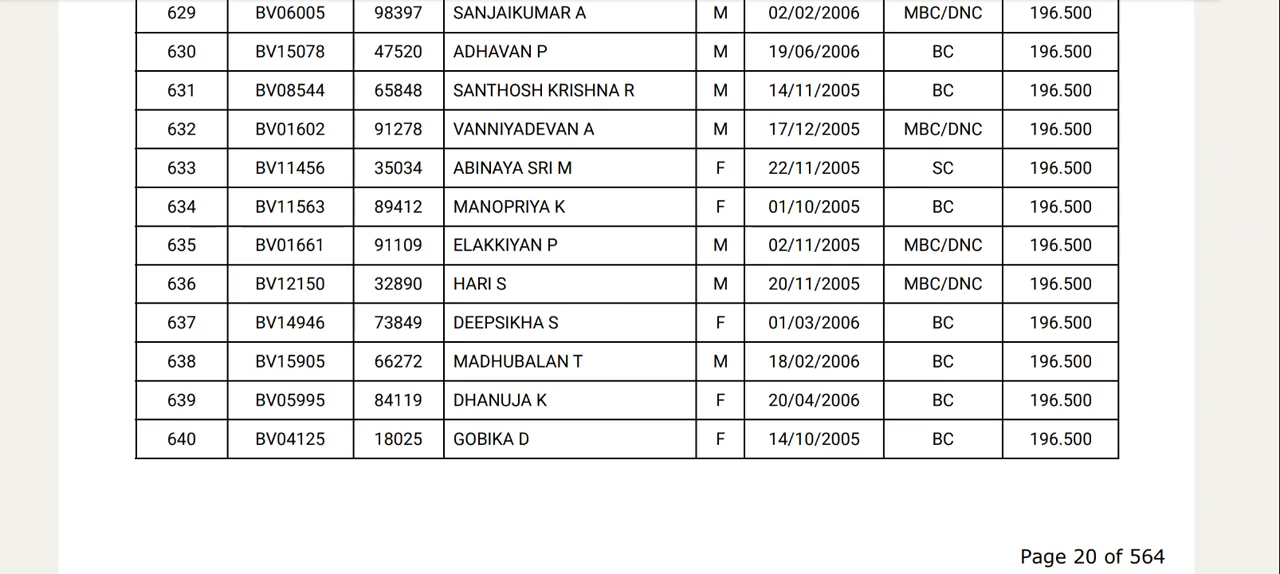 629 BV06005 98397 SANJAIKUMAR A M 02/02/2006 MBC/DNC 196.500
630 BV15078 47520 ADHAVAN P M 19/06/2006 BC 196.500
631 BV08544 65848 SANTHOSH KRISHNA R M 14/11/2005 BC 196.500
632 BV01602 91278 VANNIYADEVAN A M 17/12/2005 MBC/DNC 196.500
633 BV11456 35034 ABINAYA SRI M F 22/11/2005 SC 196.500
634 BV11563 89412 MANOPRIYA K F 01/10/2005 BC 196.500
635 BV01661 91109 ELAKKIYAN P M 02/11/2005 MBC/DNC 196.500
636 BV12150 32890 HARI S M 20/11/2005 MBC/DNC 196.500
637 BV14946 73849 DEEPSIKHA S F 01/03/2006 BC 196.500
638 BV15905 66272 MADHUBALAN T M 18/02/2006 BC 196.500
639 BV05995 84119 DHANUJA K F 20/04/2006 BC 196.500
640 BV04125 18025 GOBIKA D F 14/10/2005 BC 196.500
Page 20 of 564